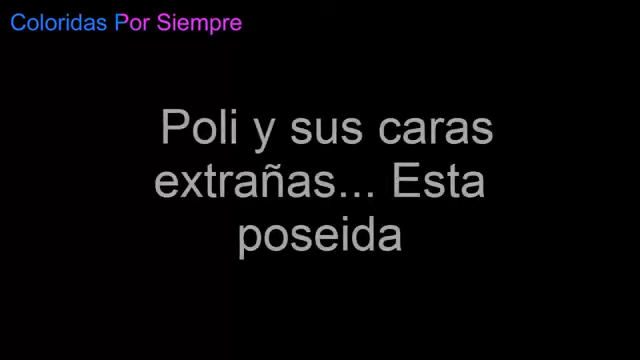 Coloridas Por Siempre
Poli y sus caras
extrañas... Esta
poseida